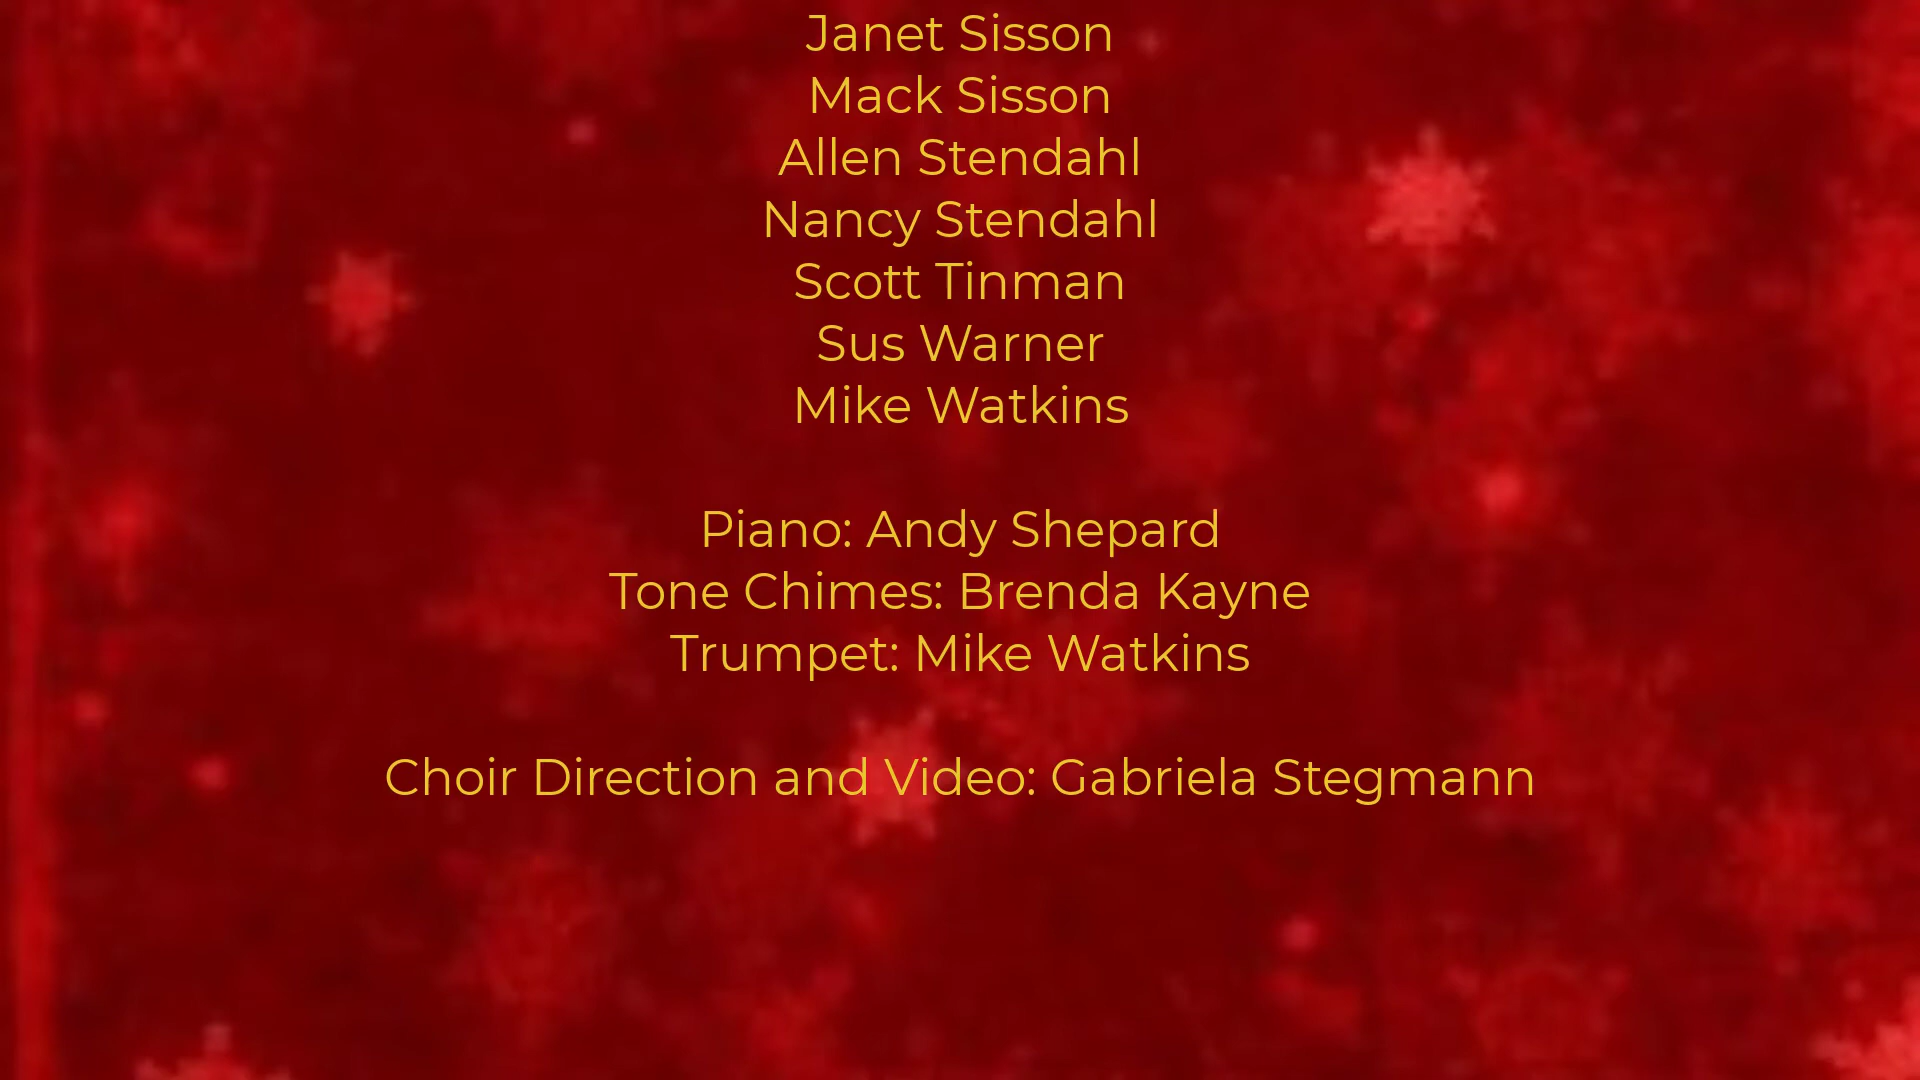 Janet Sisson
Mack Sisson
Allen Stendahl
Nancy Stendahl
Scott Tinman
Sus Warner
Mike Watkins
Piano: Andy Shepard
Tone Chimes: Brenda Kayne
Trumpet: Mike Watkins
Choir Direction and Video: Gabriela Stegmann